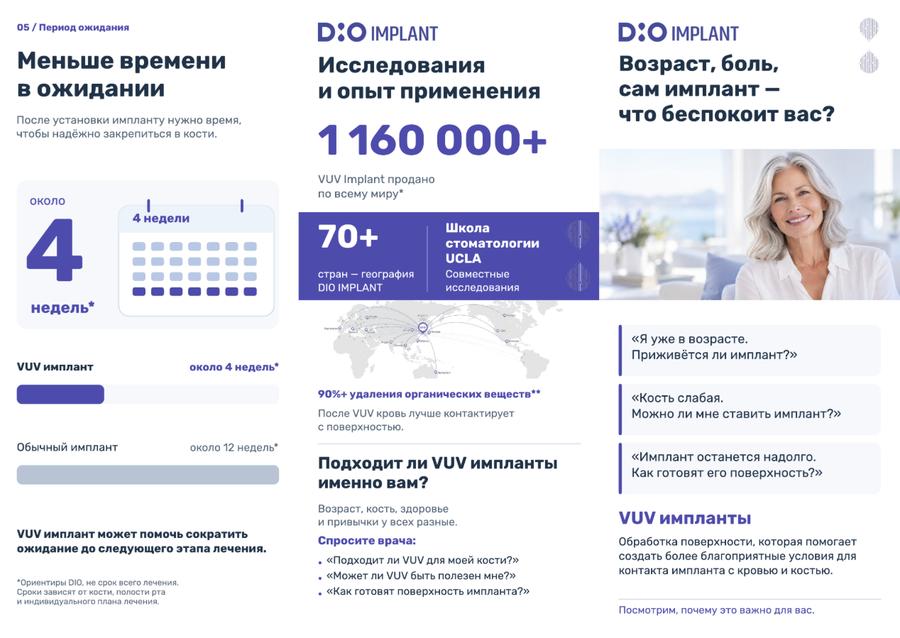 05 / Период ожидания
Меньше времени
в ожидании
После установки импланту нужно время,
чтобы надёжно закрепиться в кости.
около
4
недель*
4 недели
VUV имплант
около 4 недель*
Обычный имплант
около 12 недель*
VUV имплант может помочь сократить
ожидание до следующего этапа лечения.
*Ориентиры DIO, не срок всего лечения.
Сроки зависят от кости, полости рта
и индивидуального плана лечения.
DIO IMPLANT
Исследования
и опыт применения
1 160 000+
VUV Implant продано
по всему миру*
70+
стран — география
DIO IMPLANT
Школа
стоматологии
UCLA
Совместные
исследования
90%+ удаления органических веществ**
После VUV кровь лучше контактирует
с поверхностью.
Подходит ли VUV импланты
именно вам?
Возраст, кость, здоровье
и привычки у всех разные.
Спросите врача:
• «Подходит ли VUV для моей кости?»
• «Может ли VUV быть полезен мне?»
• «Как готовят поверхность импланта?»
DIO IMPLANT
Возраст, боль,
сам имплант —
что беспокоит вас?
«Я уже в возрасте.
Приживётся ли имплант?»
«Кость слабая.
Можно ли мне ставить имплант?»
«Имплант останется надолго.
Как готовят его поверхность?»
VUV импланты
Обработка поверхности, которая помогает
создать более благоприятные условия для
контакта импланта с кровью и костью.
Посмотрим, почему это важно для вас.